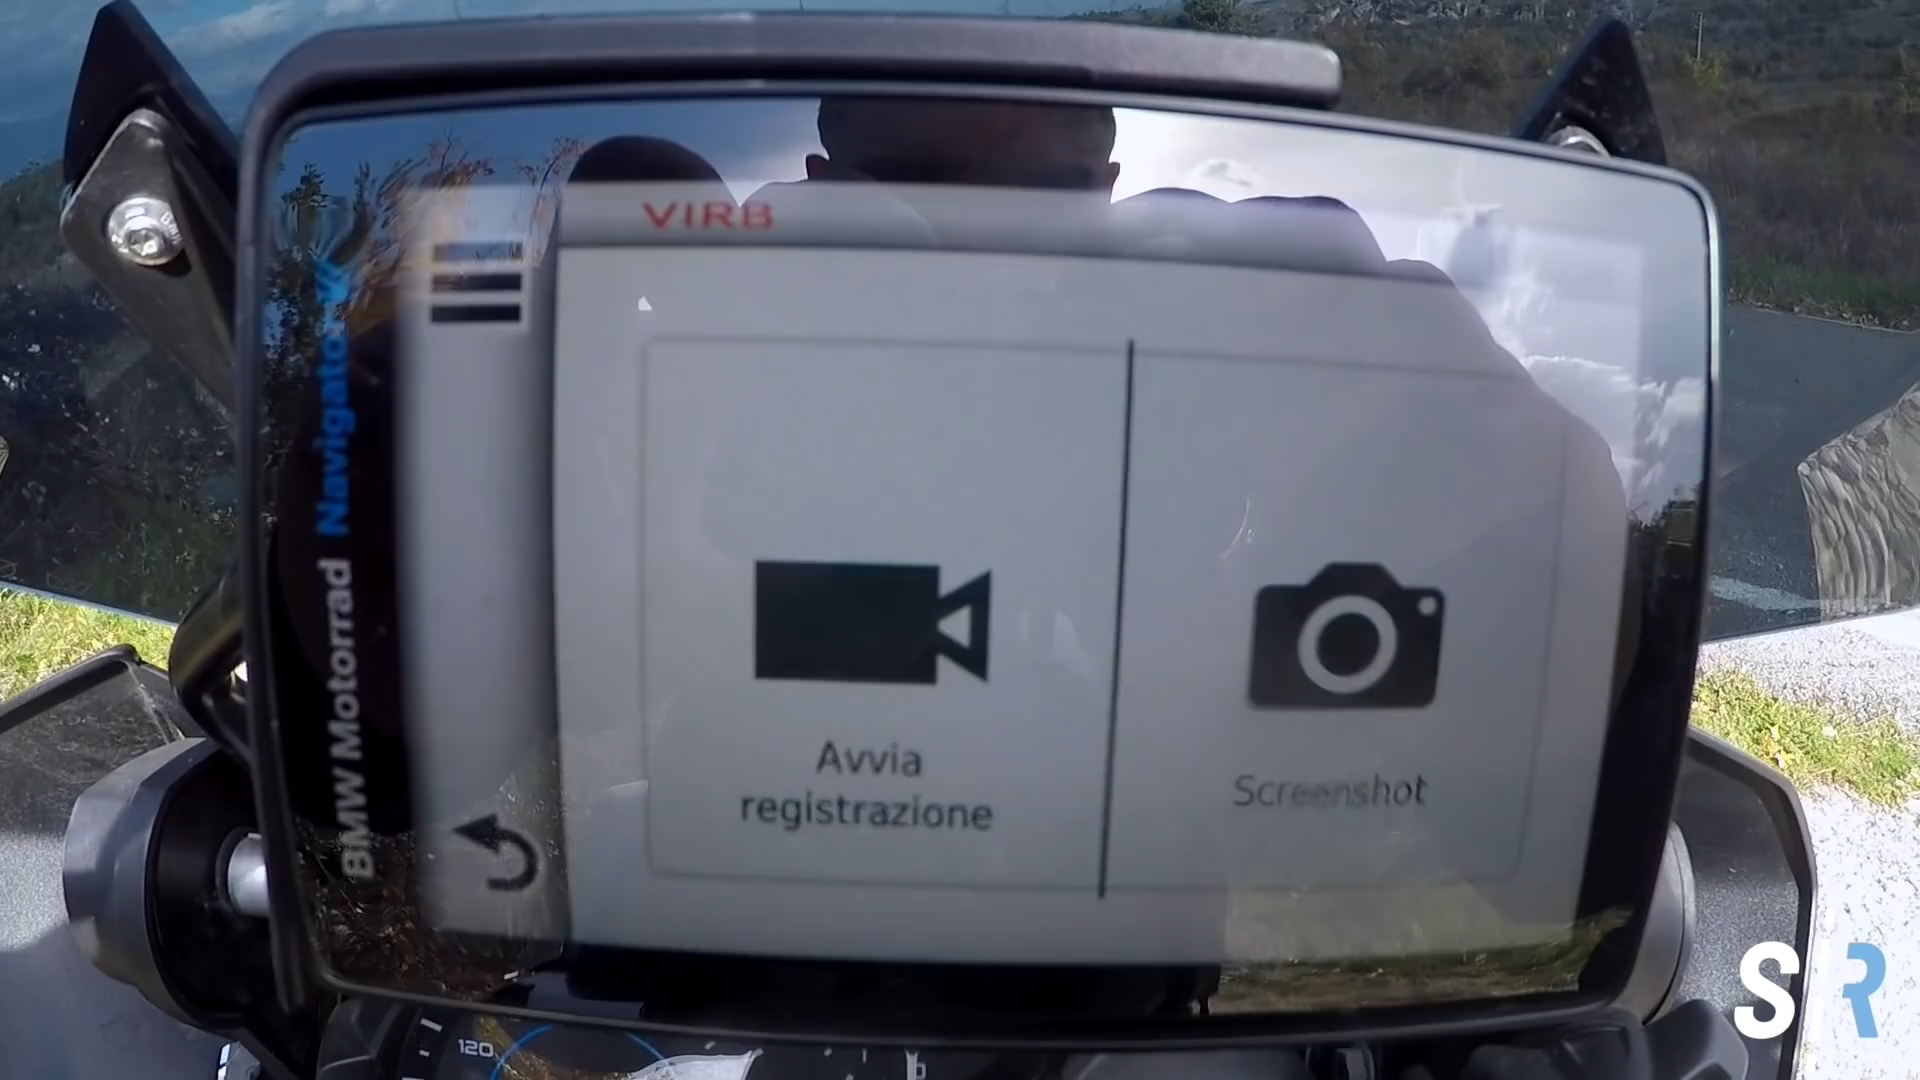 VIRB
BMW Motorrad Navigator
Avvia
registrazione
Screenshot
120
SR